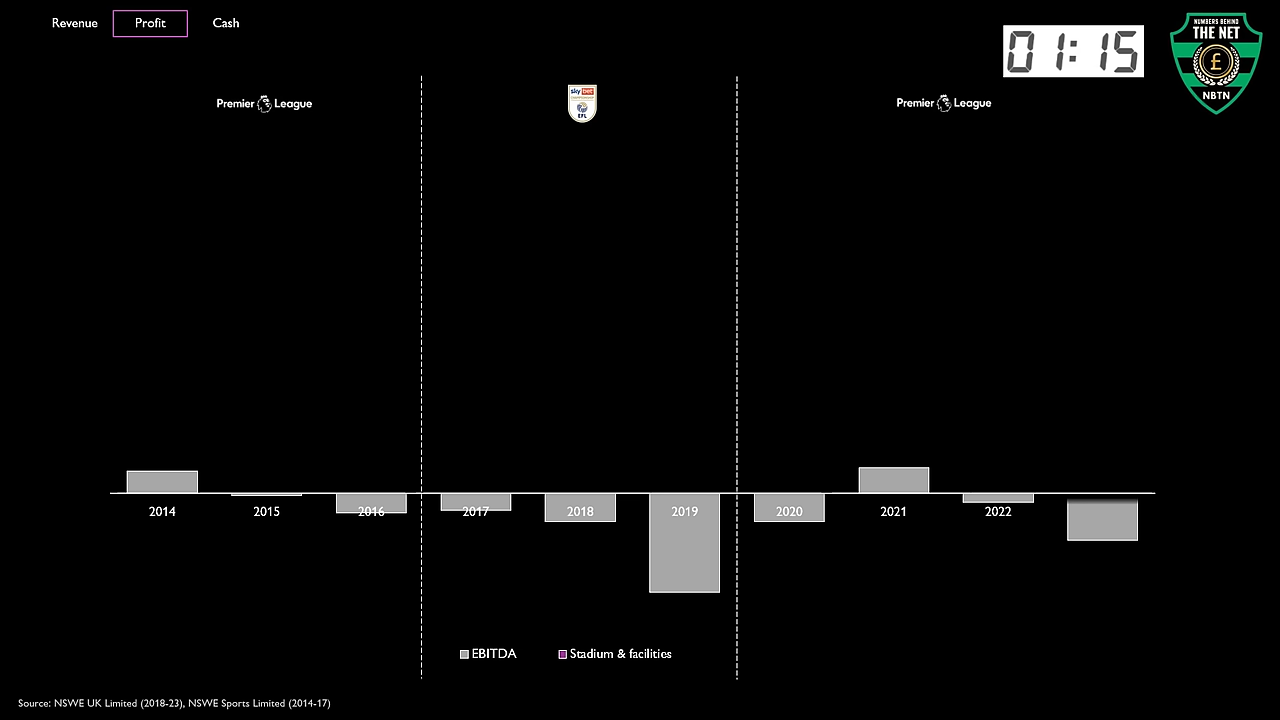 Revenue
Profit
Cash
01:15
NUMBERS BEHIND
THE NET
£
NBTN
Premier League
sky bet
EFL
Premier League
2014
2015
2016
2017
2018
2019
2020
2021
2022
EBITDA
Stadium & facilities
Source: NSWE UK Limited (2018-23), NSWE Sports Limited (2014-17)